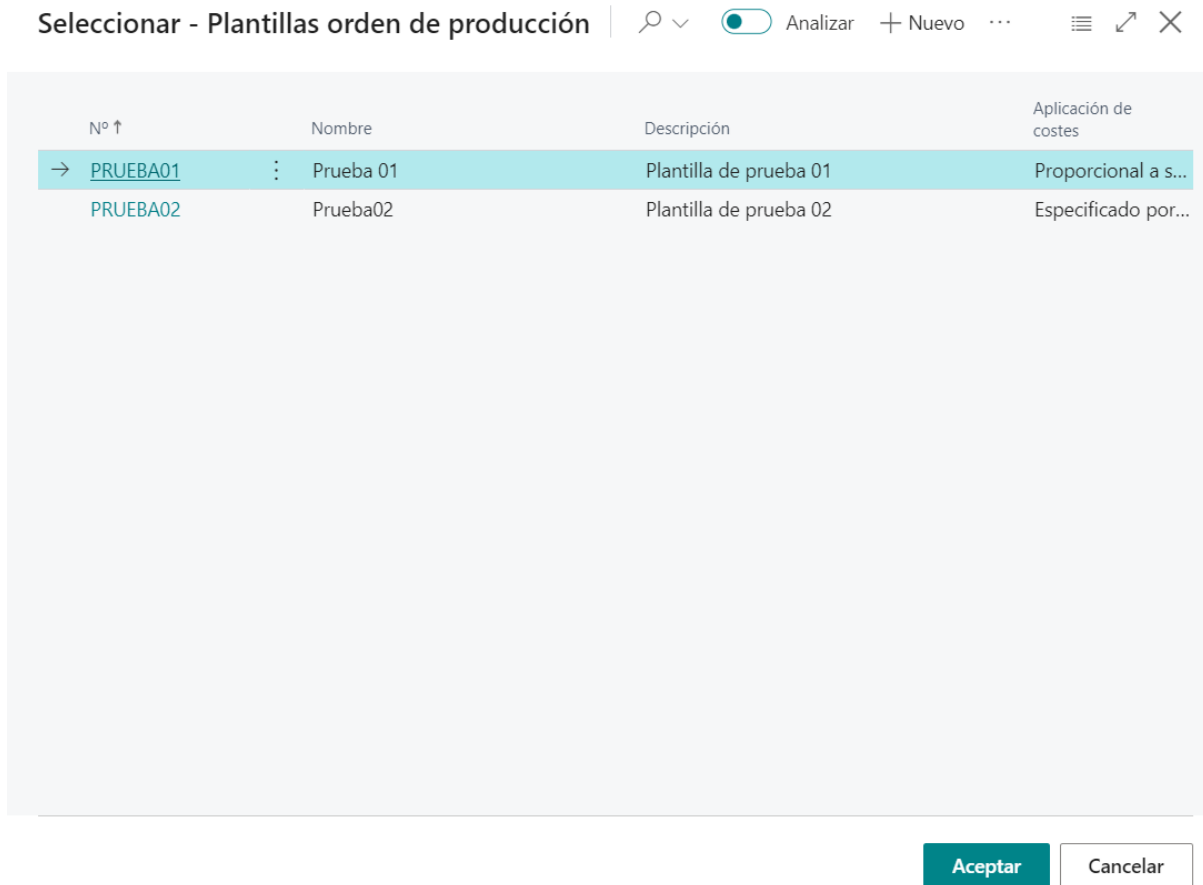 Seleccionar - Plantillas orden de producción Analizar + Nuevo ...
Nº ↑ Nombre Descripción Aplicación de costes
PRUEBA01 Prueba 01 Plantilla de prueba 01 Proporcional a s...
PRUEBA02 Prueba02 Plantilla de prueba 02 Especificado por...
Aceptar Cancelar